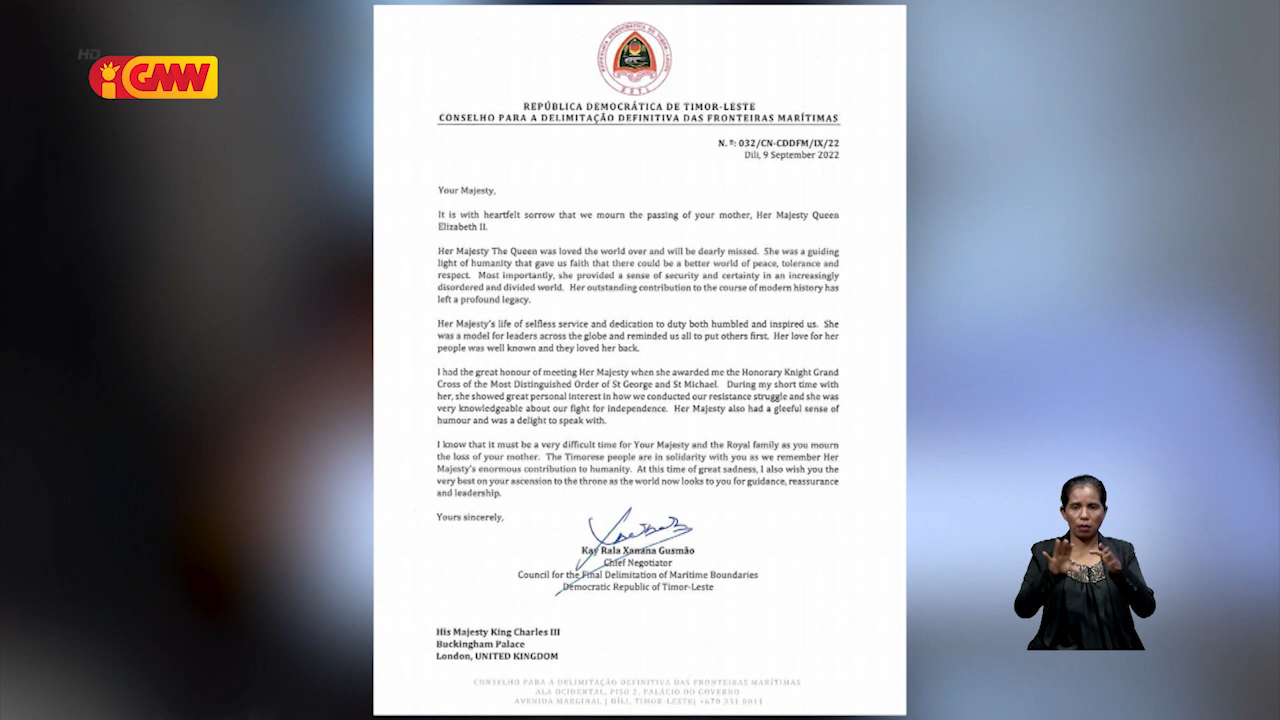 HD
GMN
REPÚBLICA DEMOCRÁTICA DE TIMOR-LESTE
CONSELHO PARA A DELIMITAÇÃO DEFINITIVA DAS FRONTEIRAS MARÍTIMAS
N. º: 032/CN-CDDFM/IX/22
Dili, 9 September 2022
Your Majesty,
It is with heartfelt sorrow that we mourn the passing of your mother, Her Majesty Queen
Elizabeth II.
Her Majesty The Queen was loved the world over and will be dearly missed. She was a guiding
light of humanity that gave us faith that there could be a better world of peace, tolerance and
respect. Most importantly, she provided a sense of security and certainty in an increasingly
disordered and divided world. Her outstanding contribution to the course of modern history has
left a profound legacy.
Her Majesty's life of selfless service and dedication to duty both humbled and inspired us. She
was a model for leaders across the globe and reminded us all to put others first. Her love for her
people was well known and they loved her back.
I had the great honour of meeting Her Majesty when she awarded me the Honorary Knight Grand
Cross of the Most Distinguished Order of St George and St Michael. During my short time with
her, she showed great personal interest in how we conducted our resistance struggle and she was
very knowledgeable about our fight for independence. Her Majesty also had a gleeful sense of
humour and was a delight to speak with.
I know that it must be a very difficult time for Your Majesty and the Royal family as you mourn
the loss of your mother. The Timorese people are in solidarity with you as we remember Her
Majesty's enormous contribution to humanity. At this time of great sadness, I also wish you the
very best on your ascension to the throne as the world now looks to you for guidance, reassurance
and leadership.
Yours sincerely,
Kay Rala Xanana Gusmão
Chief Negotiator
Council for the Final Delimitation of Maritime Boundaries
Democratic Republic of Timor-Leste
His Majesty King Charles III
Buckingham Palace
London, UNITED KINGDOM
CONSELHO PARA A DELIMITAÇÃO DEFINITIVA DAS FRONTEIRAS MARÍTIMAS
ALA OCIDENTAL, PISO 2, PALÁCIO DO GOVERNO
AVENIDA MARGINAL | DÍLI, TIMOR-LESTE| +670 331 0011